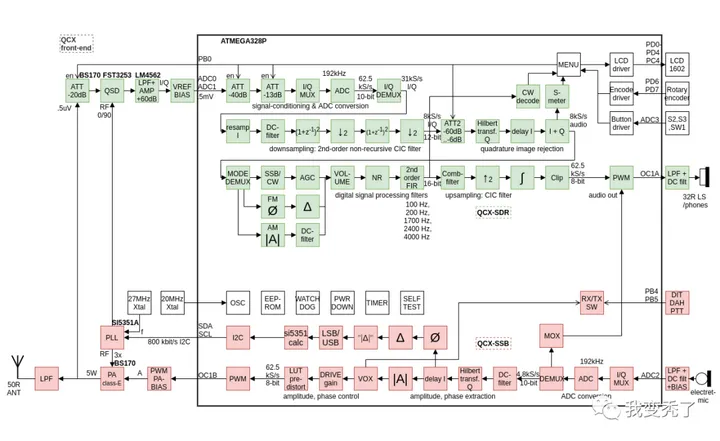 QCX
front-end
ATMEGA328P
PB0
PD0-
PD4
PC4
LCD
driver
LCD
1602
MENU
BS170 FST3253 LM4562
en
ATT
-20dB
.5uV
QSD
RF
0/90
LPF+
AMP
+60dB
I/Q
VREF
BIAS
ADC0
ADC1
.5mV
en
ATT
-40dB
en
ATT
-13dB
I/Q
MUX
192kHz
ADC
62.5
kS/s
10-bit
I/Q
DEMUX
31kS/s
I/Q
signal-conditioning & ADC conversion
CW
decode
S-
meter
Encode
driver
PD6
PD7
Rotary
encoder
Button
driver
ADC3
S2,S3
,SW1
resamp
I
DC-
filter
(1+z⁻¹)²
↓2
(1+z⁻¹)²
↓2
8kS/s
I/Q
12-bit
ATT2
-60dB
_-6dB
Hilbert
transf.
Q
delay I
I + Q
8kS/s
audio
downsampling: 2nd-order non-recursive CIC filter
quadrature image rejection
MODE
DEMUX
SSB/
CW
AGC
VOL-
UME
NR
2nd
order
FIR
16-bit
Comb-
filter
↑2
∫
Clip
62.5
kS/s
8-bit
PWM
OC1A
LPF +
DC filt
32R LS
/phones
digital signal processing filters
upsampling: CIC filter
audio out
FM
Ø
Δ
100 Hz,
200 Hz,
1700 Hz,
2400 Hz,
4000 Hz
QCX-SDR
AM
|A|
DC-
filter
27MHz
Xtal
20MHz
Xtal
OSC
EEP-
ROM
WATCH
DOG
PWR
DOWN
TIMER
SELF
TEST
RX/TX
SW
PB4
PB5
DIT
DAH
PTT
SI5351A
PLL
f
800 kbit/s I2C
SDA
SCL
I2C
si5351
calc
LSB/
USB
"|Δ|"
Δ
Ø
QCX-SSB
MOX
RF
3x
BS170
50R
ANT
LPF
5W
PA
class-E
A
PWM
PA-
BIAS
OC1B
PWM
62.5
kS/s
8-bit
LUT
pre-
distort
DRIVE
gain
VOX
|A|
delay I
Hilbert
transf.
Q
DC-
filter
4.8kS/s
10-bit
DEMUX
192kHz
ADC
I/Q
MUX
ADC2
LPF +
DC filt
+BIAS
electret-
mic
amplitude, phase control
amplitude, phase extraction
ADC conversion
我变秃了